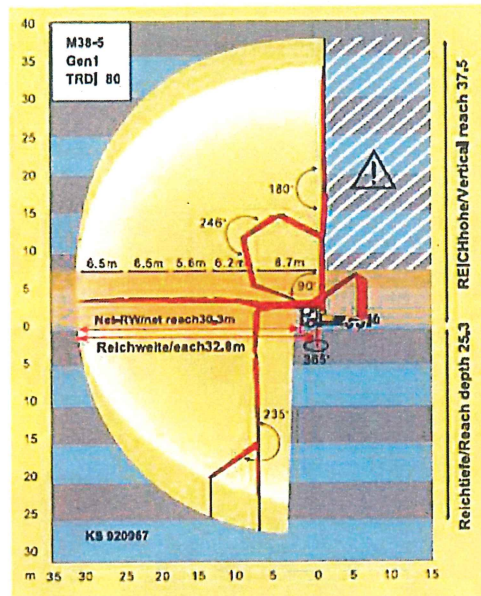 40
M38-5
Gen1
TRD| 80
35
30
25
20
15
10
5
0
5
10
15
20
25
30
180°
246°
6.5m 6.5m 5.6m 6.2m 8.7m
90°
Net-RW/net reach30,3m
Reichweite/each32,8m
365°
235°
KS 920967
m 35 30 25 20 15 10 5 0 5 10 15
REICHhohe/Vertical reach 37,5
Reichtiefe/Reach depth 25,3